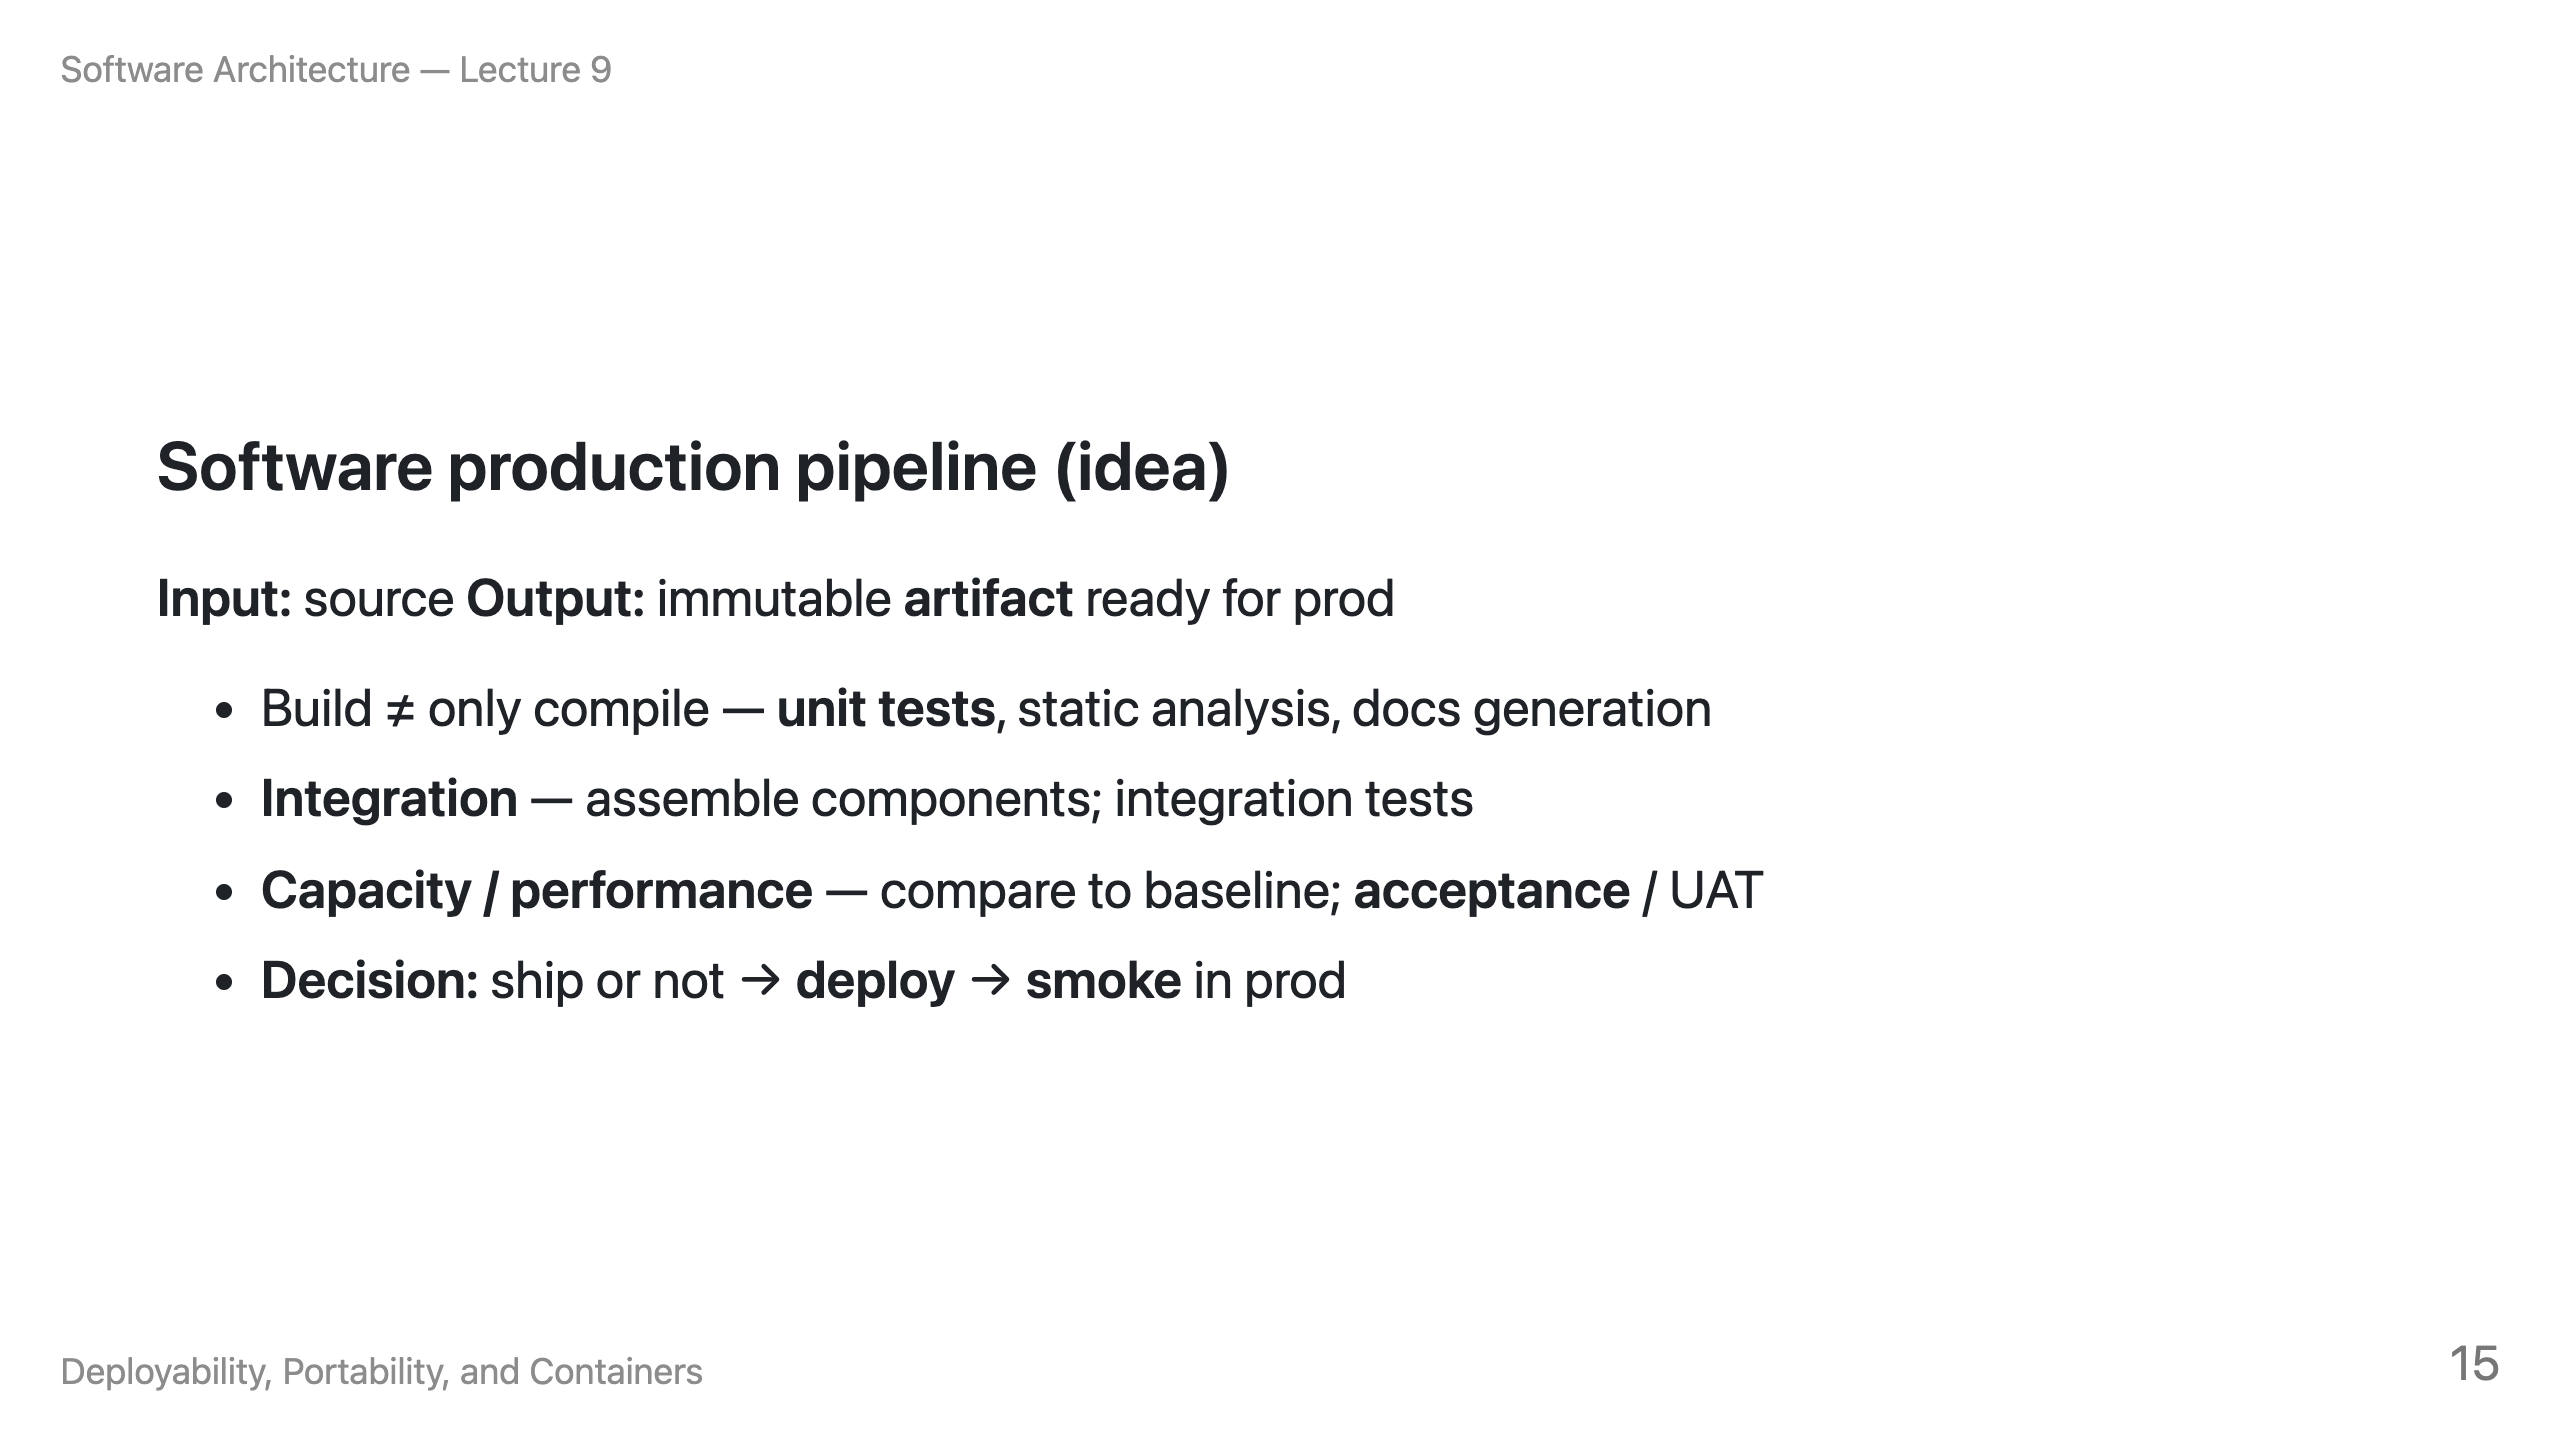 Software Architecture — Lecture 9
Software production pipeline (idea)
Input: source Output: immutable artifact ready for prod
• Build ≠ only compile — unit tests, static analysis, docs generation
• Integration — assemble components; integration tests
• Capacity / performance — compare to baseline; acceptance / UAT
• Decision: ship or not → deploy → smoke in prod
Deployability, Portability, and Containers
15